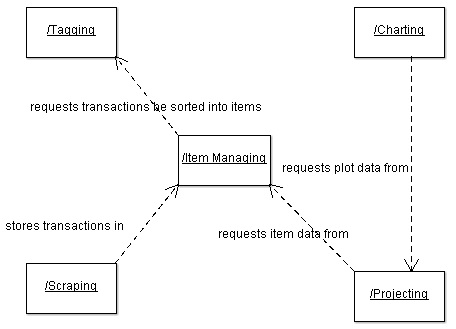 /Tagging
/Charting
requests transactions be sorted into items
/Item Managing
requests plot data from
stores transactions in
requests item data from
/Scraping
/Projecting